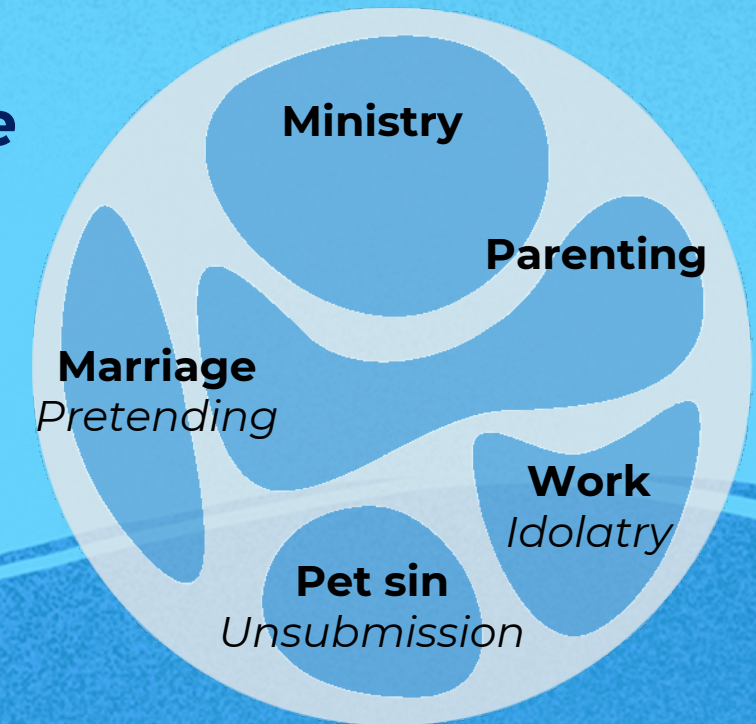 Ministry
Parenting
Marriage
Pretending
Work
Idolatry
Pet sin
Unsubmission